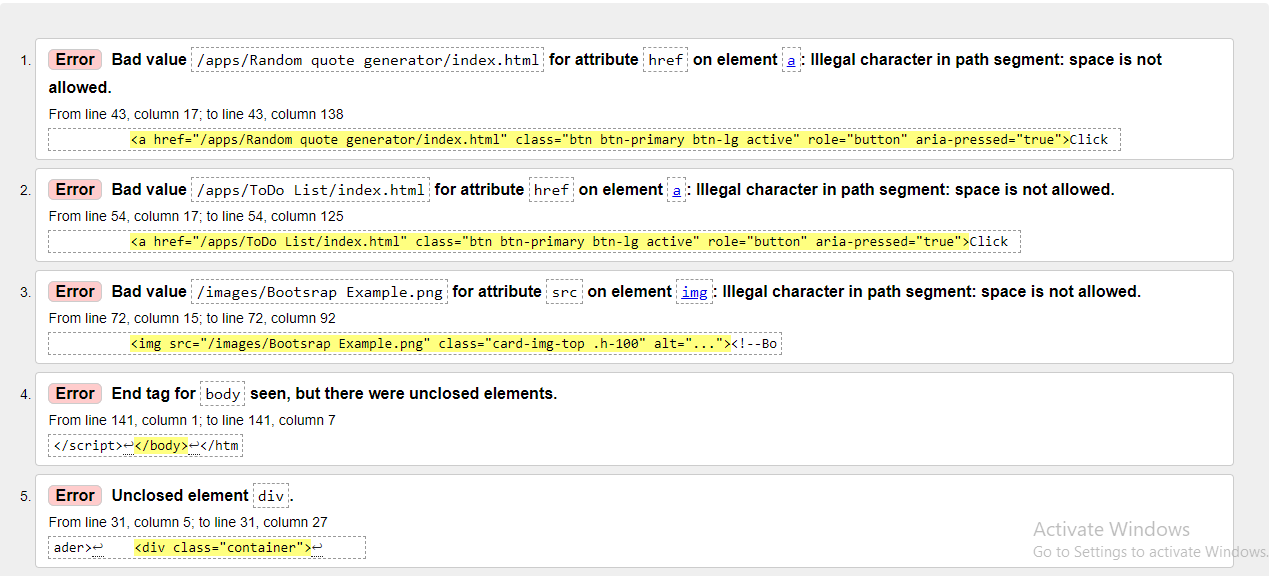 1. Error Bad value /apps/Random quote generator/index.html for attribute href on element a: Illegal character in path segment: space is not
allowed.
From line 43, column 17; to line 43, column 138
<a href="/apps/Random quote generator/index.html" class="btn btn-primary btn-lg active" role="button" aria-pressed="true">Click
2. Error Bad value /apps/ToDo List/index.html for attribute href on element a: Illegal character in path segment: space is not allowed.
From line 54, column 17; to line 54, column 125
<a href="/apps/ToDo List/index.html" class="btn btn-primary btn-lg active" role="button" aria-pressed="true">Click
3. Error Bad value /images/Bootsrap Example.png for attribute src on element img: Illegal character in path segment: space is not allowed.
From line 72, column 15; to line 72, column 92
<img src="/images/Bootsrap Example.png" class="card-img-top .h-100" alt="..."><!--Bo
4. Error End tag for body seen, but there were unclosed elements.
From line 141, column 1; to line 141, column 7
</script>↩</body>↩</htm
5. Error Unclosed element div.
From line 31, column 5; to line 31, column 27
ader>↩    <div class="container">↩
Activate Windows
Go to Settings to activate Windows.